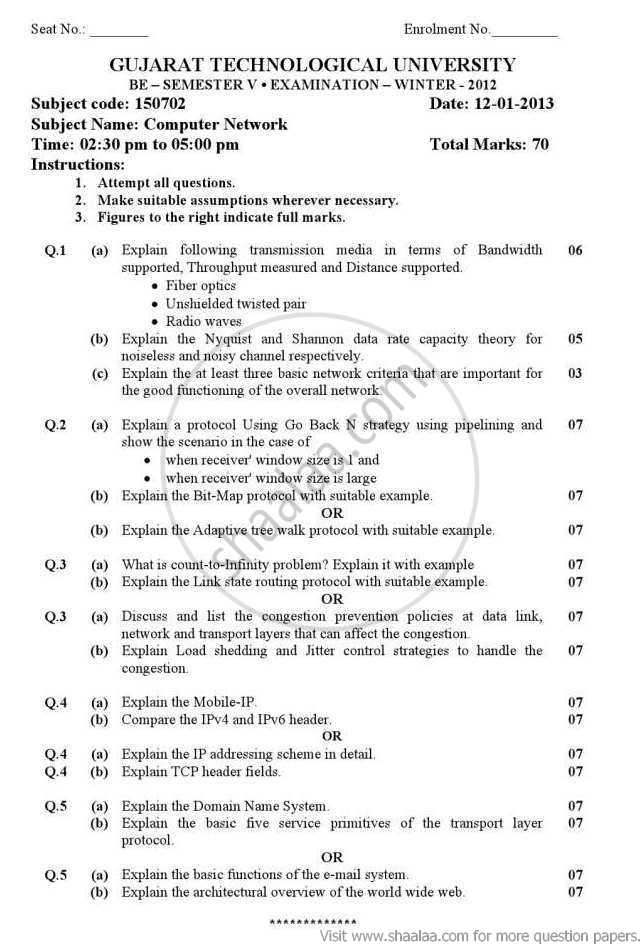 Seat No.: ________ Enrolment No.__________
GUJARAT TECHNOLOGICAL UNIVERSITY
BE – SEMESTER V • EXAMINATION – WINTER - 2012
Subject code: 150702 Date: 12-01-2013
Subject Name: Computer Network
Time: 02:30 pm to 05:00 pm Total Marks: 70
Instructions:
1. Attempt all questions.
2. Make suitable assumptions wherever necessary.
3. Figures to the right indicate full marks.
Q.1 (a) Explain following transmission media in terms of Bandwidth 06
supported, Throughput measured and Distance supported.
• Fiber optics
• Unshielded twisted pair
• Radio waves
(b) Explain the Nyquist and Shannon data rate capacity theory for 05
noiseless and noisy channel respectively.
(c) Explain the at least three basic network criteria that are important for 03
the good functioning of the overall network.
Q.2 (a) Explain a protocol Using Go Back N strategy using pipelining and 07
show the scenario in the case of
• when receiver' window size is 1 and
• when receiver' window size is large
(b) Explain the Bit-Map protocol with suitable example. 07
OR
(b) Explain the Adaptive tree walk protocol with suitable example. 07
Q.3 (a) What is count-to-Infinity problem? Explain it with example 07
(b) Explain the Link state routing protocol with suitable example. 07
OR
Q.3 (a) Discuss and list the congestion prevention policies at data link, 07
network and transport layers that can affect the congestion.
(b) Explain Load shedding and Jitter control strategies to handle the 07
congestion.
Q.4 (a) Explain the Mobile-IP. 07
(b) Compare the IPv4 and IPv6 header. 07
OR
Q.4 (a) Explain the IP addressing scheme in detail. 07
Q.4 (b) Explain TCP header fields. 07
Q.5 (a) Explain the Domain Name System. 07
(b) Explain the basic five service primitives of the transport layer 07
protocol.
OR
Q.5 (a) Explain the basic functions of the e-mail system. 07
(b) Explain the architectural overview of the world wide web. 07
*************
shaalaa.com
Visit www.shaalaa.com for more question papers.